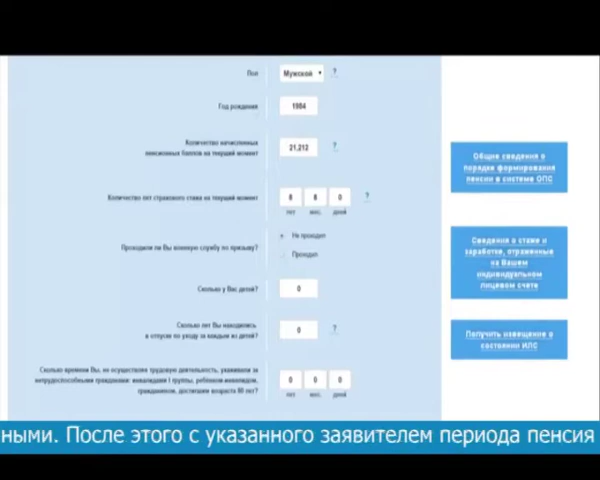 Пол
Мужской
?
Год рождения
1984
Количество начисленных
пенсионных баллов на текущий момент
21,212
?
Количество лет страхового стажа на текущий момент
8 8 0
?
лет мес. дней
Проходили ли Вы военную службу по призыву?
Не проходил
Проходил
Сколько у Вас детей?
0
Сколько лет Вы находились
в отпуске по уходу за каждым из детей?
0
?
Сколько времени Вы, не осуществляя трудовую деятельность, ухаживали за
нетрудоспособными гражданами: инвалидами I группы, ребенком-инвалидом,
гражданином, достигшим возраста 80 лет?
0 0 0
лет мес. дней
Общие сведения о
порядке формирования
пенсии в системе ОПС
Сведения о стаже и
заработке, отраженные
на Вашем
индивидуальном
лицевом счете
Получить извещение о
состоянии ИЛС
ными. После этого с указанного заявителем периода пенсия